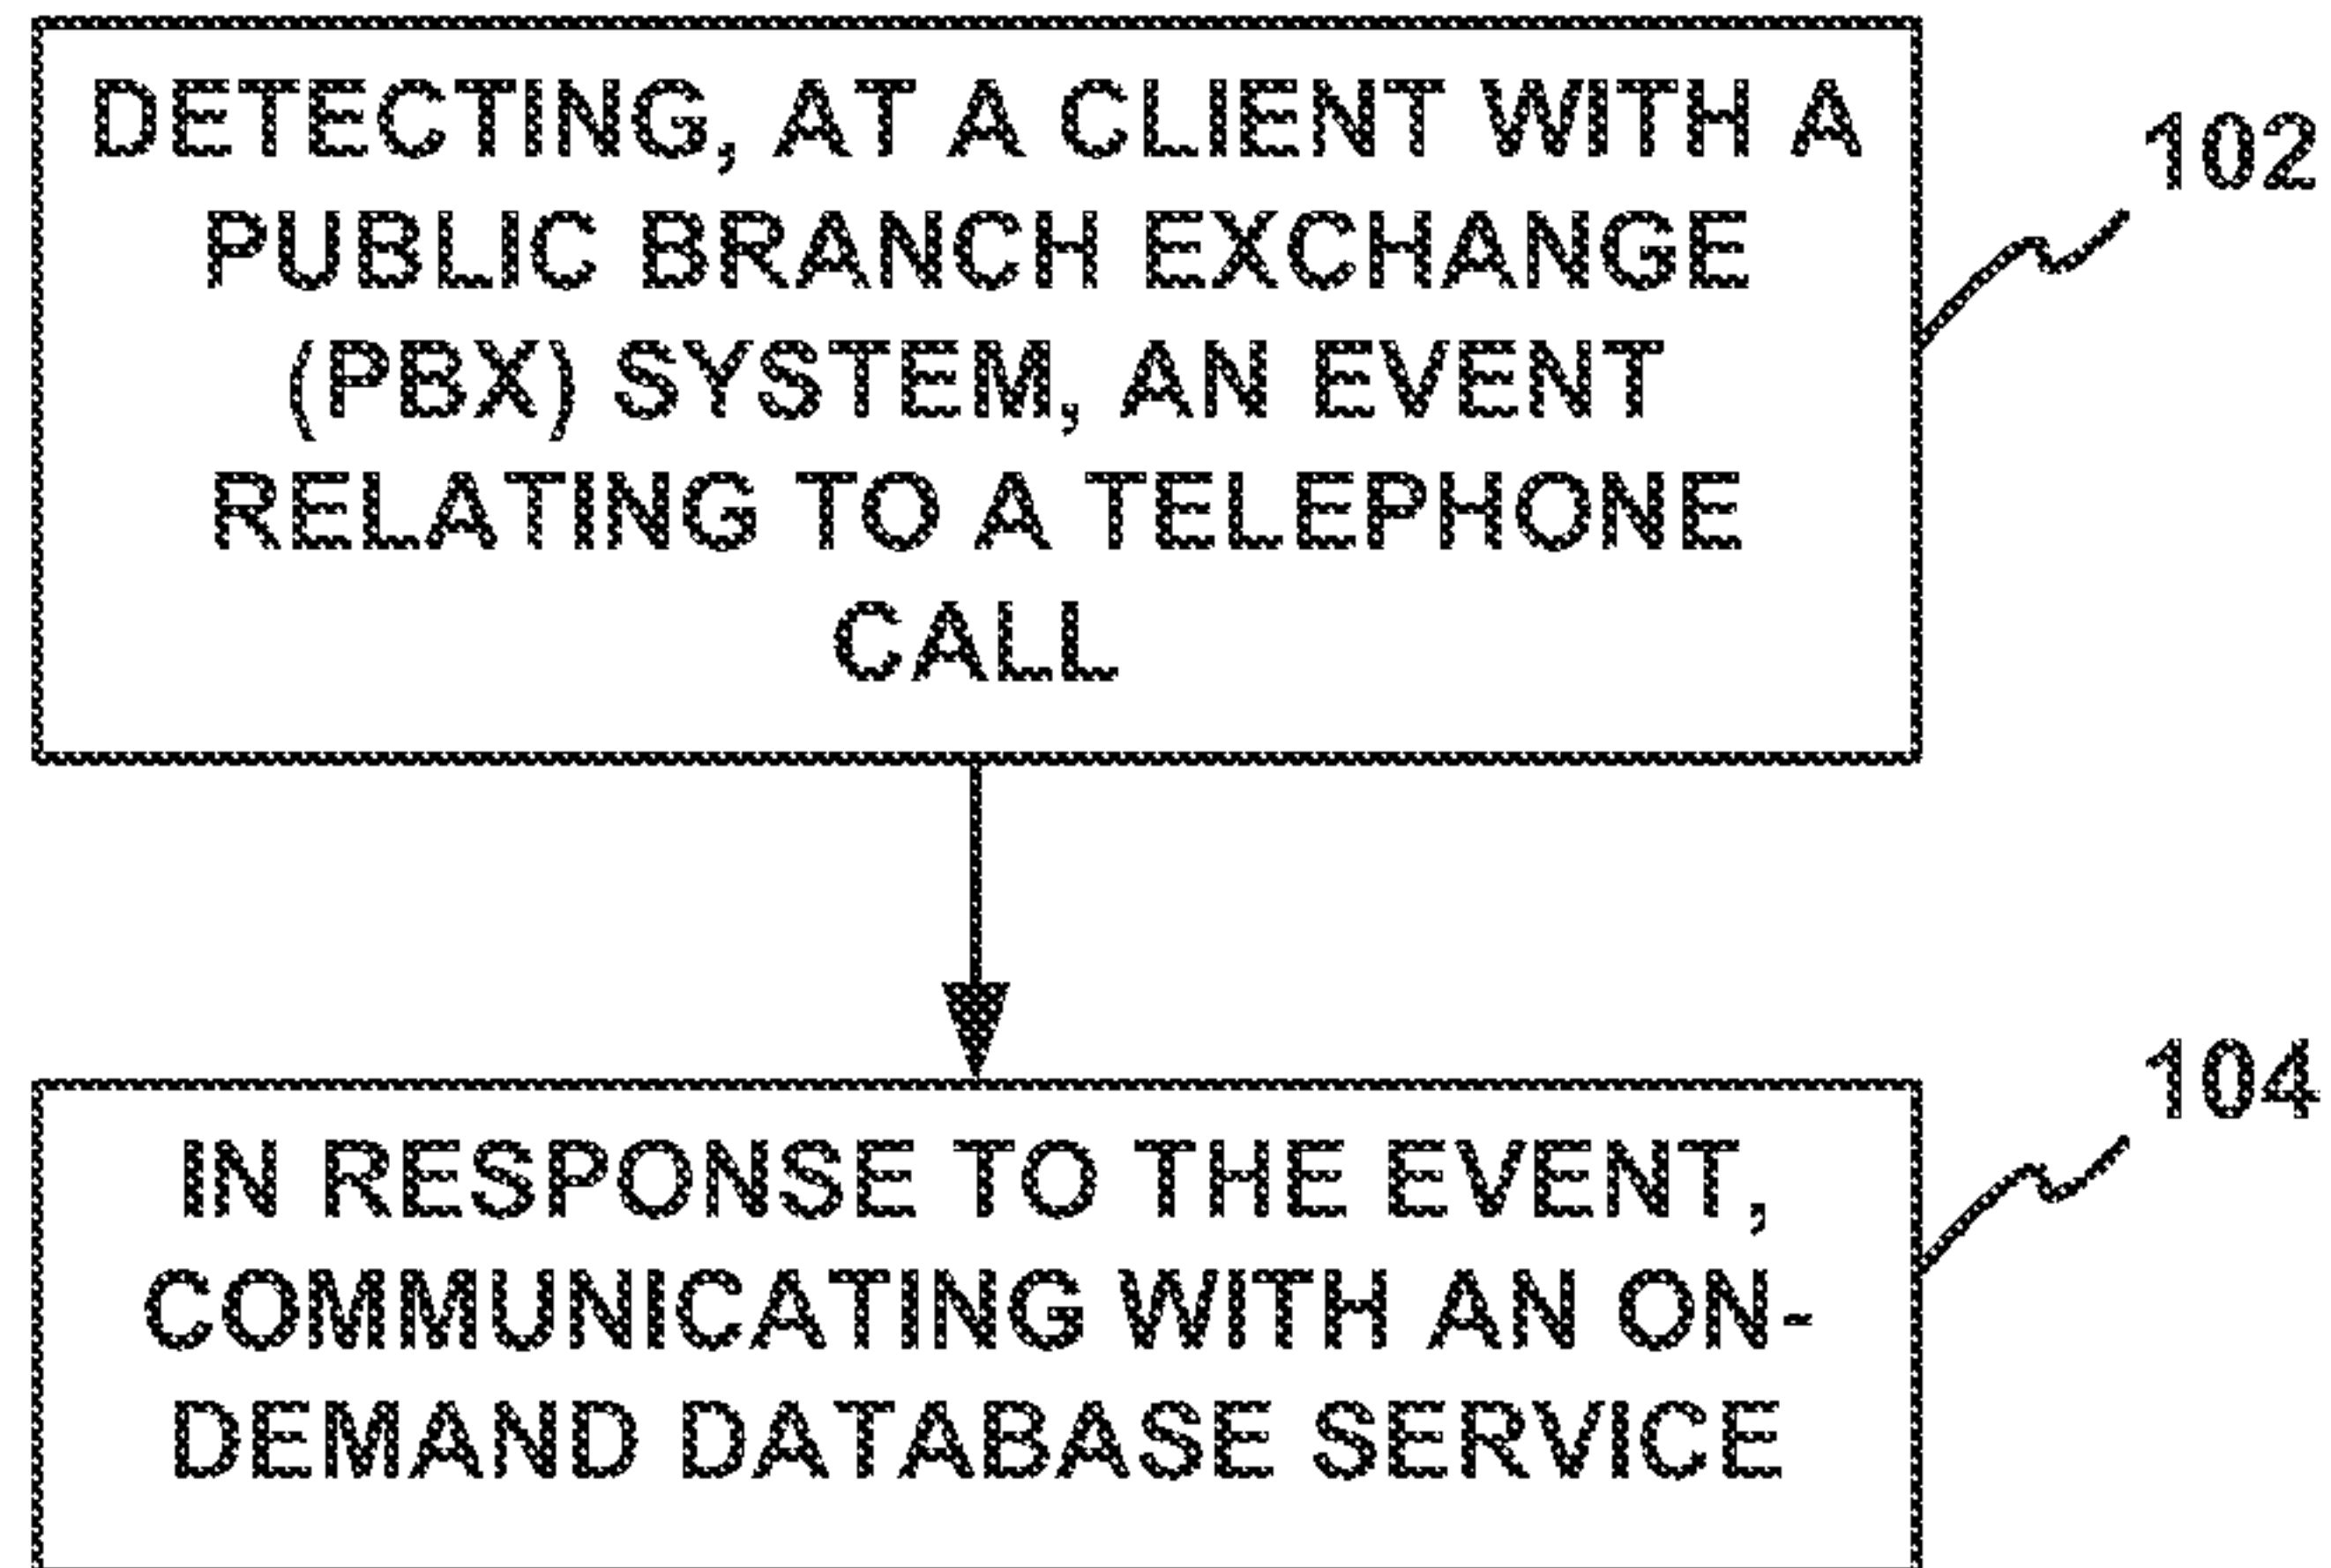 DETECTING, AT A CLIENT WITH A
PUBLIC BRANCH EXCHANGE
(PBX) SYSTEM, AN EVENT
RELATING TO A TELEPHONE
CALL
102
IN RESPONSE TO THE EVENT,
COMMUNICATING WITH AN ON-
DEMAND DATABASE SERVICE
104